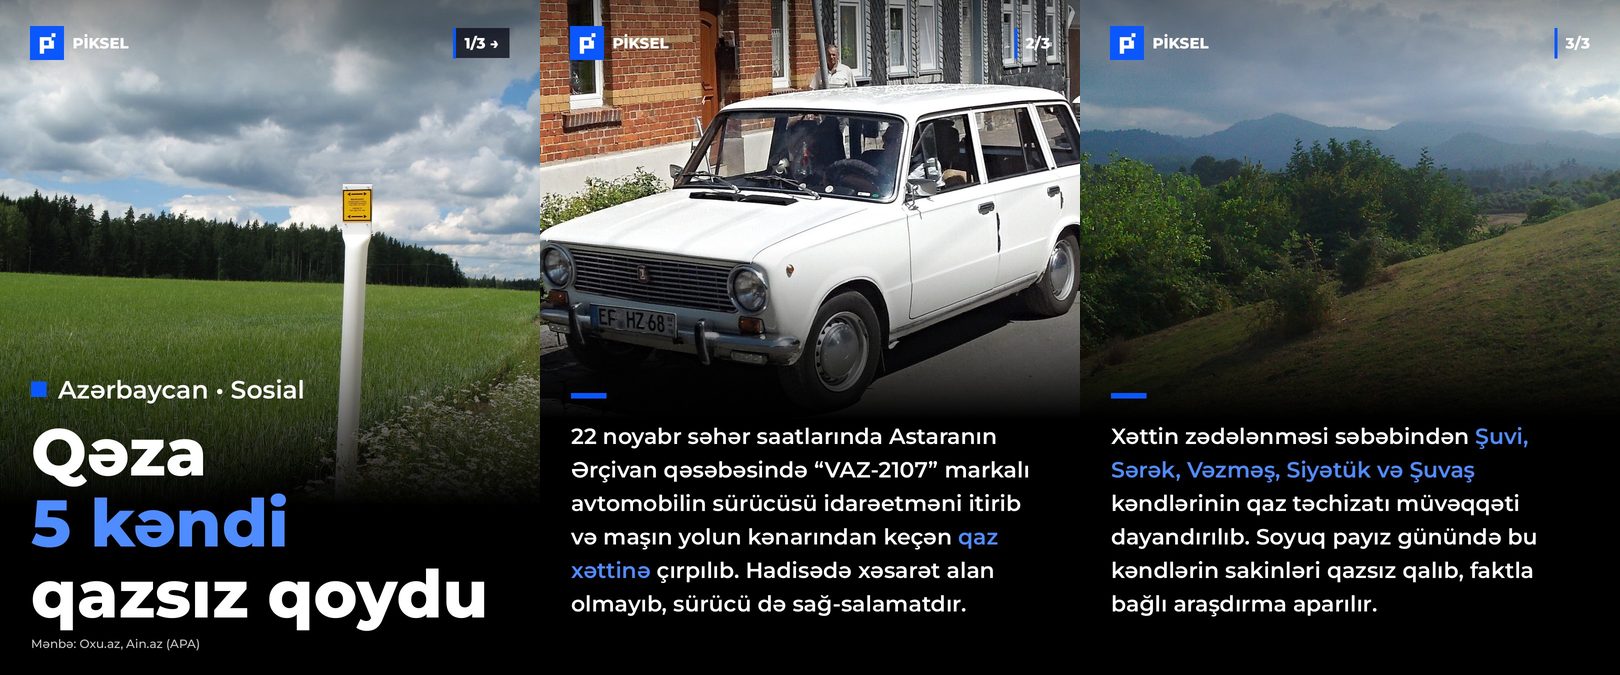 PİKSEL
1/3 →
Azərbaycan • Sosial
Qəza
5 kəndi
qazsız qoydu
Mənbə: Oxu.az, Ain.az (APA)
PİKSEL
2/3
EF HZ 68
22 noyabr səhər saatlarında Astaranın
Ərçivan qəsəbəsində “VAZ-2107” markalı
avtomobilin sürücüsü idarəetməni itirib
və maşın yolun kənarından keçən qaz
xəttinə çırpılıb. Hadisədə xəsarət alan
olmayıb, sürücü də sağ-salamatdır.
PİKSEL
3/3
Xəttin zədələnməsi səbəbindən Şuvi,
Sərək, Vəzməş, Siyətük və Şuvaş
kəndlərinin qaz təchizatı müvəqqəti
dayandırılıb. Soyuq payız günündə bu
kəndlərin sakinləri qazsız qalıb, faktla
bağlı araşdırma aparılır.